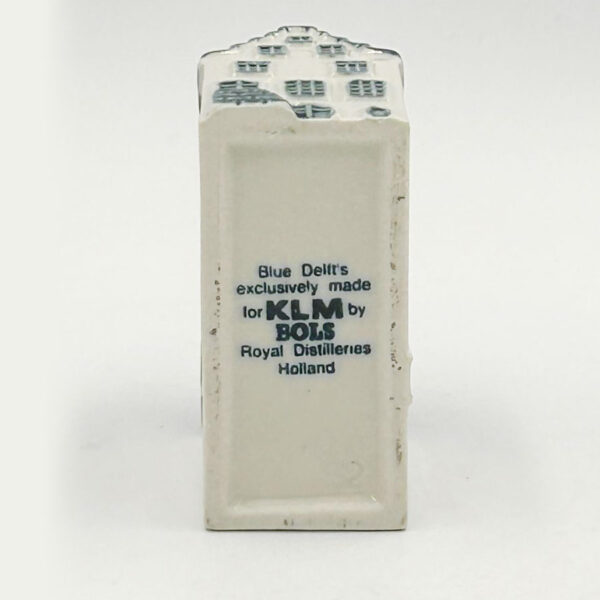 Blue Delft's
exclusively made
for KLM by
BOLS
Royal Distilleries
Holland